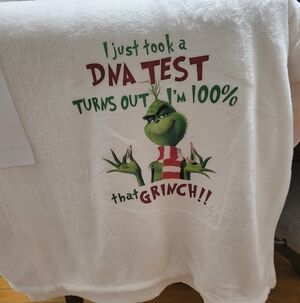 I just took a
DNA TEST
TURNS OUT I'M 100%
that GRINCH!!